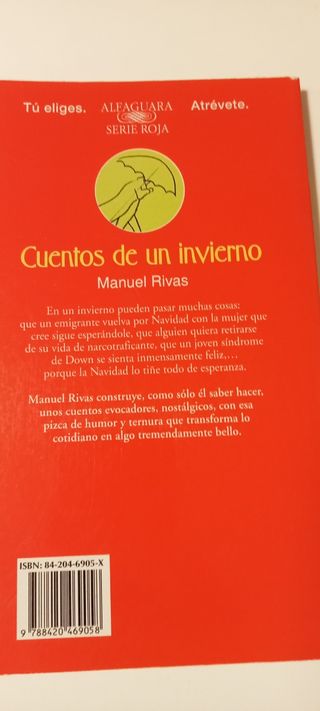 Tú eliges. ALFAGUARA Atrévete.
SERIE ROJA
Cuentos de un invierno
Manuel Rivas
En un invierno pueden pasar muchas cosas:
que un emigrante vuelva por Navidad con la mujer que
cree sigue esperándole, que alguien quiera retirarse
de su vida de narcotraficante, que un joven síndrome
de Down se sienta inmensamente feliz,…
porque la Navidad lo tiñe todo de esperanza.
Manuel Rivas construye, como sólo él saber hacer,
unos cuentos evocadores, nostálgicos, con esa
pizca de humor y ternura que transforma lo
cotidiano en algo tremendamente bello.
ISBN: 84-204-6905-X
9 788420 469058